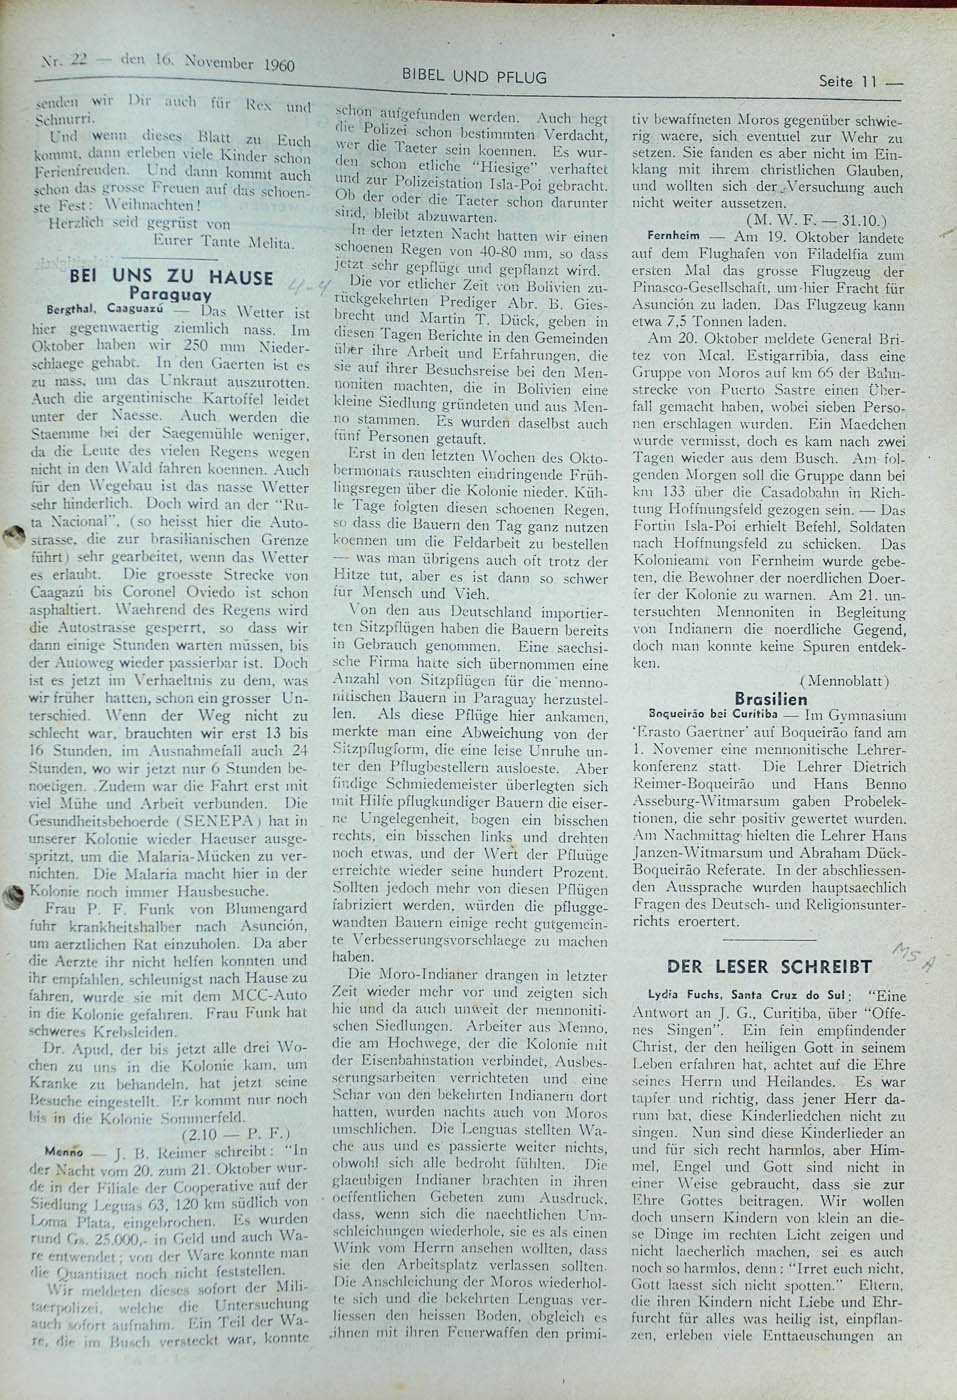 Nr. 22 — den 16. November 1960
BIBEL UND PFLUG
Seite 11 —
senden wir Dir auch für Rex und
Schnurri.
Und wenn dieses Blatt zu Euch
kommt, dann erleben viele Kinder schon
Ferienfreuden. Und dann kommt auch
schon das grosse Freuen auf das schoen-
ste Fest: Weihnachten!
Herzlich seid gegrüst von
Eurer Tante Melita.
BEI UNS ZU HAUSE
4-4
Paraguay
Bergthal, Caaguazú — Das Wetter ist
hier gegenwaertig ziemlich nass. Im
Oktober haben wir 250 mm Nieder-
schlaege gehabt. In den Gaerten ist es
zu nass, um das Unkraut auszurotten.
Auch die argentinische Kartoffel leidet
unter der Naesse. Auch werden die
Staemme bei der Saegemühle weniger,
da die Leute des vielen Regens wegen
nicht in den Wald fahren koennen. Auch
für den Wegebau ist das nasse Wetter
sehr hinderlich. Doch wird an der "Ru-
ta Nacional", (so heisst hier die Auto-
strasse, die zur brasilianischen Grenze
führt) sehr gearbeitet, wenn das Wetter
es erlaubt. Die groesste Strecke von
Caagazú bis Coronel Oviedo ist schon
asphaltiert. Waehrend des Regens wird
die Autostrasse gesperrt, so dass wir
dann einige Stunden warten müssen, bis
der Autoweg wieder passierbar ist. Doch
ist es jetzt im Verhaeltnis zu dem, was
wir früher hatten, schon ein grosser Un-
terschied. Wenn der Weg nicht zu
schlecht war, brauchten wir erst 13 bis
16 Stunden, im Ausnahmefall auch 24
Stunden, wo wir jetzt nur 6 Stunden be-
noetigen. Zudem war die Fahrt erst mit
viel Mühe und Arbeit verbunden. Die
Gesundheitsbehoerde (SENEPA) hat in
unserer Kolonie wieder Haeuser ausge-
spritzt, um die Malaria-Mücken zu ver-
nichten. Die Malaria macht hier in der
Kolonie noch immer Hausbesuche.
Frau P. F. Funk von Blumengard
fuhr krankheitshalber nach Asunción,
um aerztlichen Rat einzuholen. Da aber
die Aerzte ihr nicht helfen konnten und
ihr empfahlen, schleunigst nach Hause zu
fahren, wurde sie mit dem MCC-Auto
in die Kolonie gefahren. Frau Funk hat
schweres Krebsleiden.
Dr. Apud, der bis jetzt alle drei Wo-
chen zu uns in die Kolonie kam, um
Kranke zu behandeln, hat jetzt seine
Besuche eingestellt. Er kommt nur noch
bis in die Kolonie Sommerfeld.
(2.10 — P. F.)
Menno — J. B. Reimer schreibt: "In
der Nacht vom 20. zum 21. Oktober wur-
de in der Filiale der Cooperative auf der
Siedlung Leguas 63, 120 km südlich von
Loma Plata, eingebrochen. Es wurden
rund Gs. 25.000,- in Geld und auch Wa-
re entwendet; von der Ware konnte man
die Quantitaet noch nicht feststellen.
Wir meldeten dieses sofort der Mili-
taerpolizei, welche die Untersuchung
auch sofort aufnahm. Ein Teil der Wa-
re, die im Busch versteckt war, konnte
schon aufgefunden werden. Auch hegt
die Polizei schon bestimmten Verdacht,
wer die Taeter sein koennen. Es wur-
den schon etliche "Hiesige" verhaftet
und zur Polizeistation Isla-Poi gebracht.
Ob der oder die Taeter schon darunter
sind, bleibt abzuwarten.
In der letzten Nacht hatten wir einen
schoenen Regen von 40-80 mm, so dass
jetzt sehr gepflügt und gepflanzt wird.
Die vor etlicher Zeit von Bolivien zu-
rückgekehrten Prediger Abr. B. Gies-
brecht und Martin T. Dück, geben in
diesen Tagen Berichte in den Gemeinden
über ihre Arbeit und Erfahrungen, die
sie auf ihrer Besuchsreise bei den Men-
noniten machten, die in Bolivien eine
kleine Siedlung gründeten und aus Men-
no stammen. Es wurden daselbst auch
fünf Personen getauft.
Erst in den letzten Wochen des Okto-
bermonats rauschten eindringende Früh-
lingsregen über die Kolonie nieder. Küh-
le Tage folgten diesen schoenen Regen,
so dass die Bauern den Tag ganz nutzen
koennen um die Feldarbeit zu bestellen
— was man übrigens auch oft trotz der
Hitze tut, aber es ist dann so schwer
für Mensch und Vieh.
Von den aus Deutschland importier-
ten Sitzpflügen haben die Bauern bereits
in Gebrauch genommen. Eine saechsi-
sche Firma hatte sich übernommen eine
Anzahl von Sitzpflügen für die menno-
nitischen Bauern in Paraguay herzustel-
len. Als diese Pflüge hier ankamen,
merkte man eine Abweichung von der
Sitzpflugform, die eine leise Unruhe un-
ter den Pflugbestellern ausloeste. Aber
findige Schmiedemeister überlegten sich
mit Hilfe pflugkundiger Bauern die eiser-
ne Ungelegenheit, bogen ein bisschen
rechts, ein bisschen links und drehten
noch etwas, und der Wert der Pfluüge
erreichte wieder seine hundert Prozent.
Sollten jedoch mehr von diesen Pflügen
fabriziert werden, würden die pflugge-
wandten Bauern einige recht gutgemein-
te Verbesserungsvorschlaege zu machen
haben.
Die Moro-Indianer drangen in letzter
Zeit wieder mehr vor und zeigten sich
hie und da auch unweit der mennoniti-
schen Siedlungen. Arbeiter aus Menno,
die am Hochwege, der die Kolonie mit
der Eisenbahnstation verbindet, Ausbes-
serungsarbeiten verrichteten und eine
Schar von den bekehrten Indianern dort
hatten, wurden nachts auch von Moros
umschlichen. Die Lenguas stellten Wa-
che aus und es passierte weiter nichts,
obwohl sich alle bedroht fühlten. Die
glaeubigen Indianer brachten in ihren
oeffentlichen Gebeten zum Ausdruck,
dass, wenn sich die naechtlichen Um-
schleichungen wiederhole, sie es als einen
Wink vom Herrn ansehen wollten, dass
sie den Arbeitsplatz verlassen sollten.
Die Anschleichung der Moros wiederhol-
te sich und die bekehrten Lenguas ver-
liessen den heissen Boden, obgleich es
ihnen mit ihren Feuerwaffen den primi-
tiv bewaffneten Moros gegenüber schwie-
rig waere, sich eventuel zur Wehr zu
setzen. Sie fanden es aber nicht im Ein-
klang mit ihrem christlichen Glauben,
und wollten sich der Versuchung auch
nicht weiter aussetzen.
(M. W. F. — 31.10.)
Fernheim — Am 19. Oktober landete
auf dem Flughafen von Filadelfia zum
ersten Mal das grosse Flugzeug der
Pinasco-Gesellschaft, um hier Fracht für
Asunción zu laden. Das Flugzeug kann
etwa 7,5 Tonnen laden.
Am 20. Oktober meldete General Bri-
tez von Mcal. Estigarribia, dass eine
Gruppe von Moros auf km 66 der Bahn-
strecke von Puerto Sastre einen Über-
fall gemacht haben, wobei sieben Perso-
nen erschlagen wurden. Ein Maedchen
wurde vermisst, doch es kam nach zwei
Tagen wieder aus dem Busch. Am fol-
genden Morgen soll die Gruppe dann bei
km 133 über die Casadobahn in Rich-
tung Hoffnungsfeld gezogen sein. — Das
Fortin Isla-Poi erhielt Befehl, Soldaten
nach Hoffnungsfeld zu schicken. Das
Kolonieamt von Fernheim wurde gebe-
ten, die Bewohner der noerdlichen Doer-
fer der Kolonie zu warnen. Am 21. un-
tersuchten Mennoniten in Begleitung
von Indianern die noerdliche Gegend,
doch man konnte keine Spuren entdek-
ken.
(Mennoblatt)
Brasilien
Boqueirão bei Curitiba — Im Gymnasium
'Erasto Gaertner' auf Boqueirão fand am
1. Novemer eine mennonitische Lehrer-
konferenz statt. Die Lehrer Dietrich
Reimer-Boqueirão und Hans Benno
Asseburg-Witmarsum gaben Probelek-
tionen, die sehr positiv gewertet wurden.
Am Nachmittag hielten die Lehrer Hans
Janzen-Witmarsum und Abraham Dück-
Boqueirão Referate. In der abschliessen-
den Aussprache wurden hauptsaechlich
Fragen des Deutsch- und Religionsunter-
richts eroertert.
DER LESER SCHREIBT
MSA
Lydia Fuchs, Santa Cruz do Sul: "Eine
Antwort an J. G., Curitiba, über "Offe-
nes Singen". Ein fein empfindender
Christ, der den heiligen Gott in seinem
Leben erfahren hat, achtet auf die Ehre
seines Herrn und Heilandes. Es war
tapfer und richtig, dass jener Herr da-
rum bat, diese Kinderliedchen nicht zu
singen. Nun sind diese Kinderlieder an
und für sich recht harmlos, aber Him-
mel, Engel und Gott sind nicht in
einer Weise gebraucht, dass sie zur
Ehre Gottes beitragen. Wir wollen
doch unsern Kindern von klein an die-
se Dinge im rechten Licht zeigen und
nicht laecherlich machen, sei es auch
noch so harmlos, denn: "Irret euch nicht,
Gott laesst sich nicht spotten." Eltern,
die ihren Kindern nicht Liebe und Ehr-
furcht für alles was heilig ist, einpflan-
zen, erleben viele Enttaeuschungen an